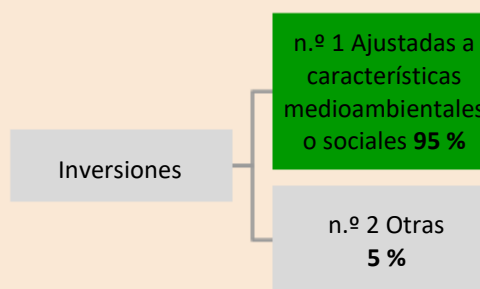 n.º 1 Ajustadas a
características
medioambientales
o sociales 95 %
Inversiones
n.º 2 Otras
5 %